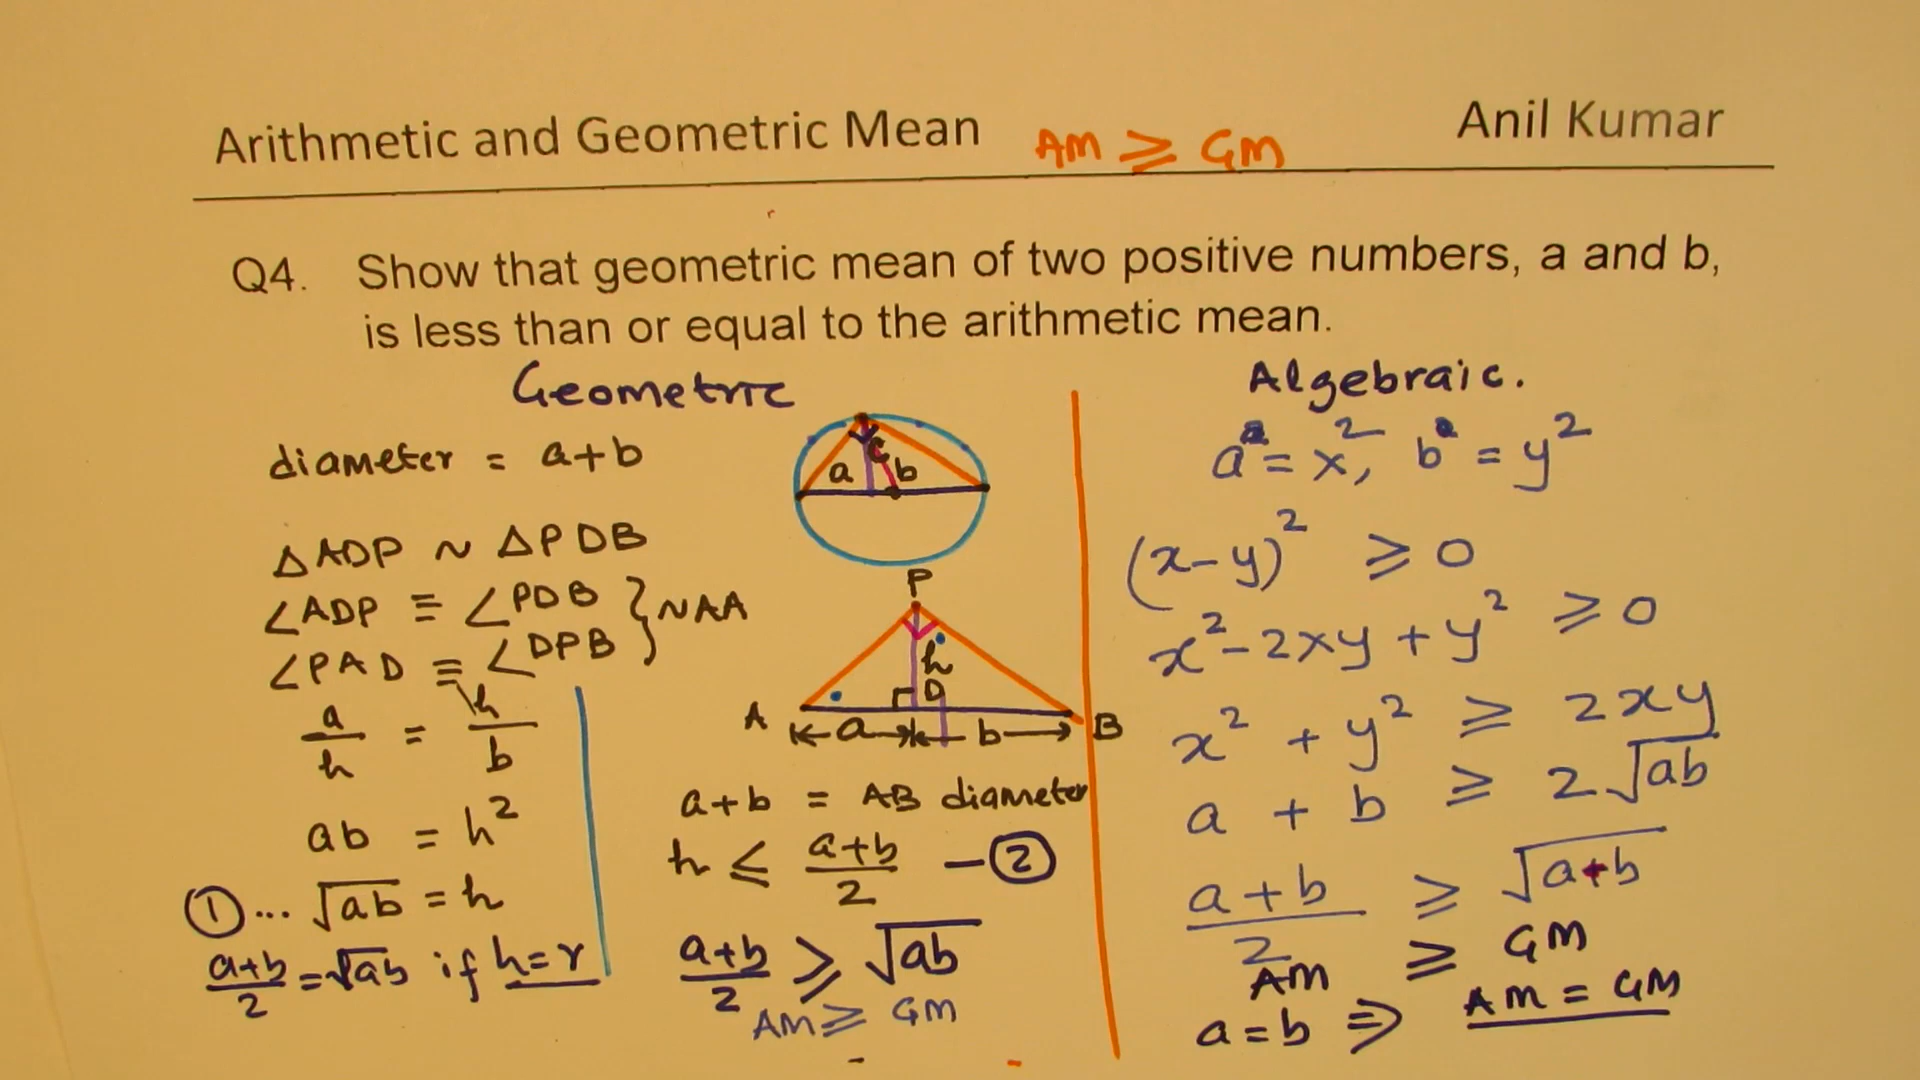 Arithmetic and Geometric Mean AM ⩾ GM Anil Kumar
Q4. Show that geometric mean of two positive numbers, a and b,
is less than or equal to the arithmetic mean.
Geometric
diameter = a+b
a b
ΔADP ~ ΔPDB
∠ADP ≡ ∠PDB } ~AA
∠PAD ≡ ∠DPB
a/h = h/b
ab = h²
① ... √ab = h
(a+b)/2 = √ab if h=r
P
h
D
A a b B
a+b = AB diameter
h ⩽ (a+b)/2 — ②
(a+b)/2 ⩾ √ab
AM ⩾ GM
Algebraic.
a = x², b = y²
(x-y)² ⩾ 0
x² - 2xy + y² ⩾ 0
x² + y² ⩾ 2xy
a + b ⩾ 2√ab
(a+b)/2 ⩾ √a+b
AM ⩾ GM
a = b ⇒ AM = GM